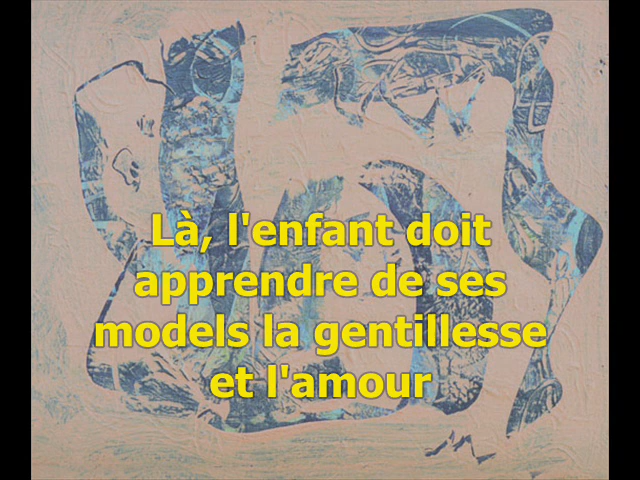 Là, l'enfant doit
apprendre de ses
models la gentillesse
et l'amour